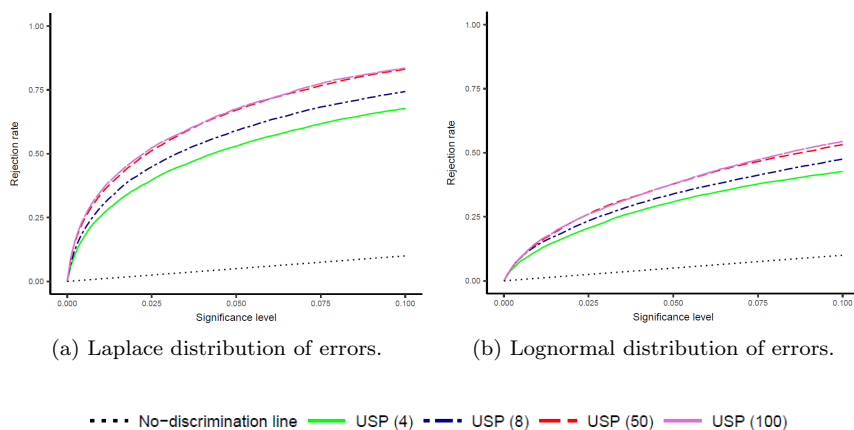 1.00
0.75
0.50
0.25
0.00
Rejection rate
0.000 0.025 0.050 0.075 0.100
Significance level
(a) Laplace distribution of errors.
1.00
0.75
0.50
0.25
0.00
Rejection rate
0.000 0.025 0.050 0.075 0.100
Significance level
(b) Lognormal distribution of errors.
No−discrimination line USP (4) USP (8) USP (50) USP (100)